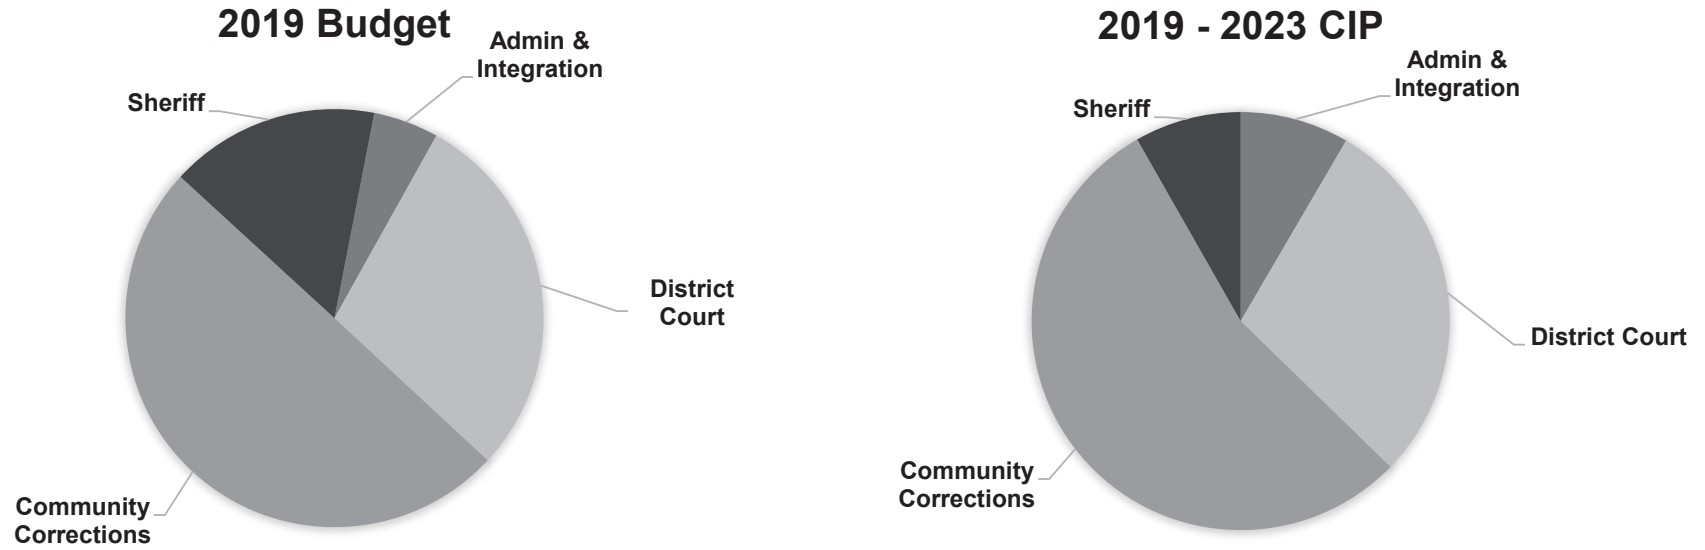 2019 Budget
Admin &
Integration
Sheriff
District
Court
Community
Corrections
2019 - 2023 CIP
Admin &
Integration
Sheriff
District Court
Community
Corrections